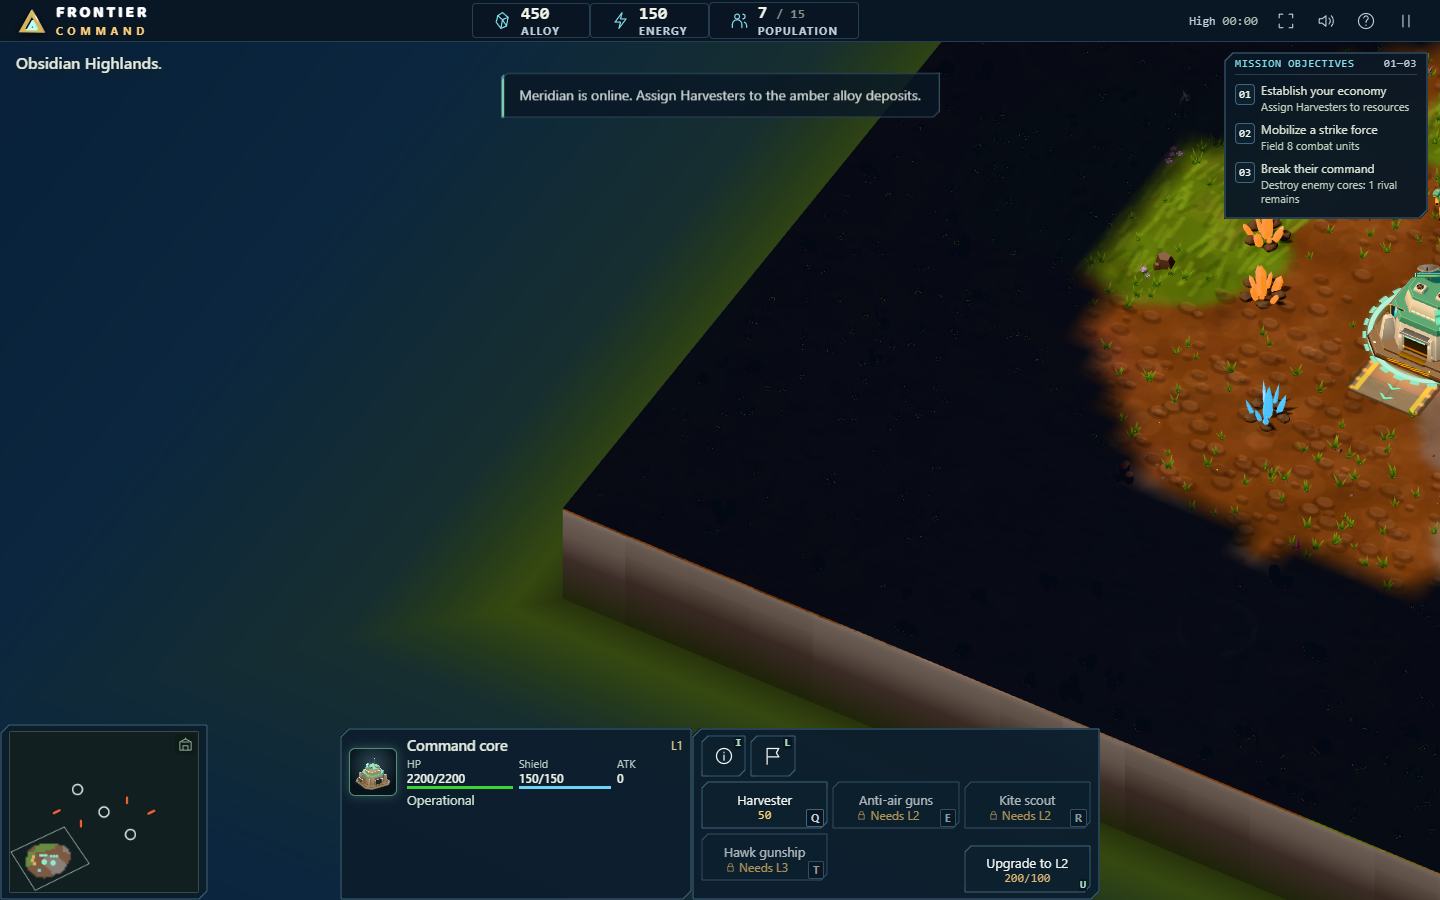 FRONTIER
COMMAND
450
ALLOY
150
ENERGY
7 / 15
POPULATION
High 00:00
Obsidian Highlands.
Meridian is online. Assign Harvesters to the amber alloy deposits.
MISSION OBJECTIVES 01—03
01 Establish your economy
Assign Harvesters to resources
02 Mobilize a strike force
Field 8 combat units
03 Break their command
Destroy enemy cores: 1 rival
remains
Command core L1
HP Shield ATK
2200/2200 150/150 0
Operational
I L
Harvester
50 Q
Anti-air guns
Needs L2 E
Kite scout
Needs L2 R
Hawk gunship
Needs L3 T
Upgrade to L2
200/100
U